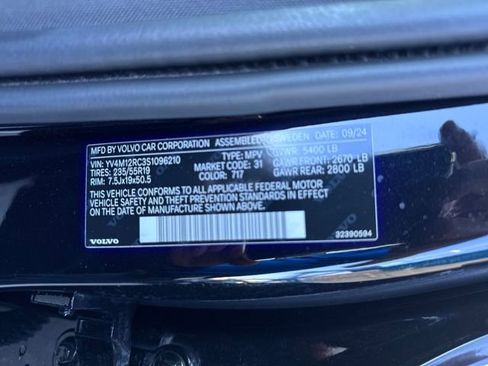 MFD BY VOLVO CAR CORPORATION ASSEMBLED IN SWEDEN DATE: 09/24
VIN: YV4M12RC3S1096210 TYPE: MPV GVWR: 5400 LB
TIRES: 235/55R19 MARKET CODE: 31 GAWR FRONT: 2670 LB
RIM: 7.5Jx19x50.5 COLOR: 717 GAWR REAR: 2800 LB
THIS VEHICLE CONFORMS TO ALL APPLICABLE FEDERAL MOTOR
VEHICLE SAFETY AND THEFT PREVENTION STANDARDS IN EFFECT
ON THE DATE OF MANUFACTURE SHOWN ABOVE.
VOLVO 32390594